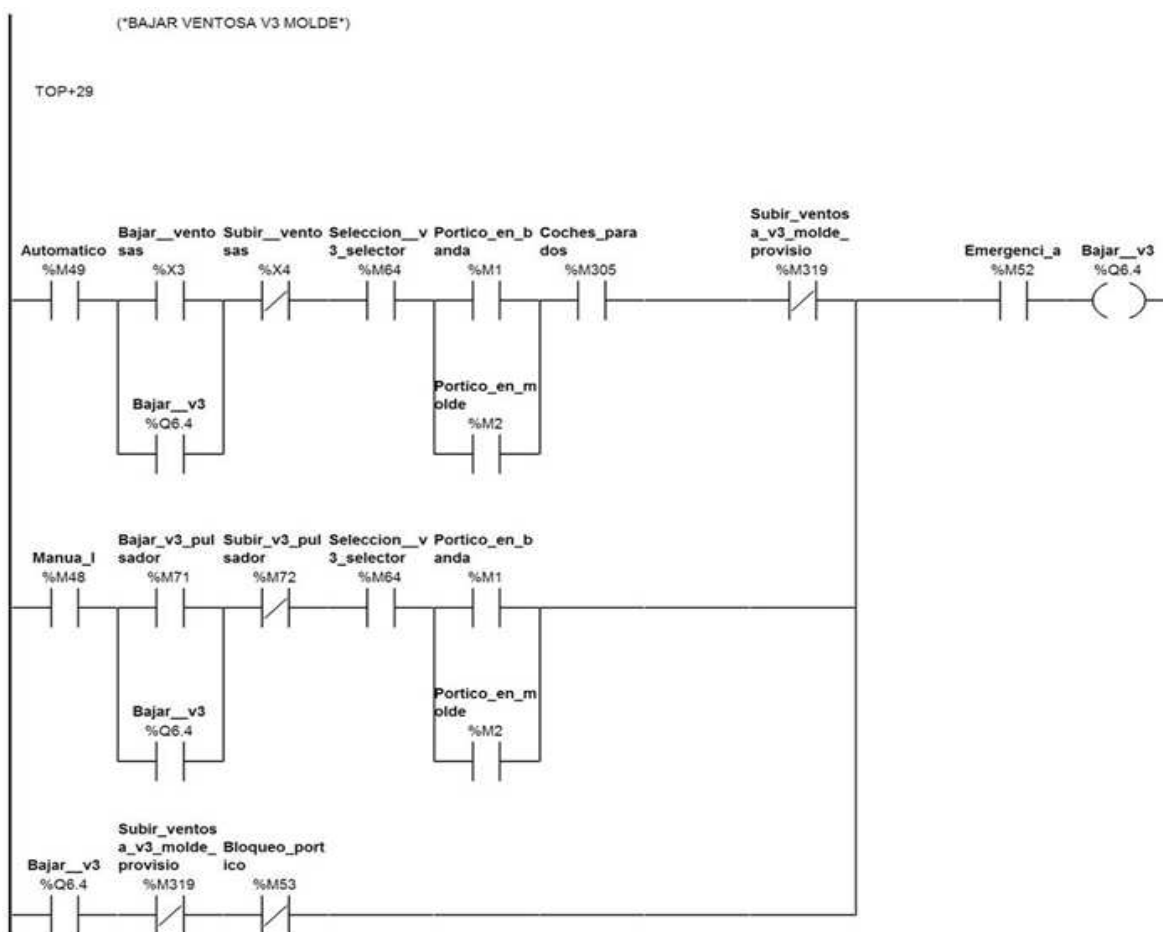 (*BAJAR VENTOSA V3 MOLDE*)
TOP+29
Automatico
%M49
Bajar__vento
sas
%X3
Subir__vento
sas
%X4
Seleccion__v
3_selector
%M64
Portico_en_b
anda
%M1
Coches_para
dos
%M305
Subir_ventos
a_v3_molde_
provisio
%M319
Emergenci_a
%M52
Bajar__v3
%Q6.4
Bajar__v3
%Q6.4
Portico_en_m
olde
%M2
Manua_l
%M48
Bajar_v3_pul
sador
%M71
Subir_v3_pul
sador
%M72
Seleccion__v
3_selector
%M64
Portico_en_b
anda
%M1
Bajar__v3
%Q6.4
Portico_en_m
olde
%M2
Bajar__v3
%Q6.4
Subir_ventos
a_v3_molde_
provisio
%M319
Bloqueo_port
ico
%M53